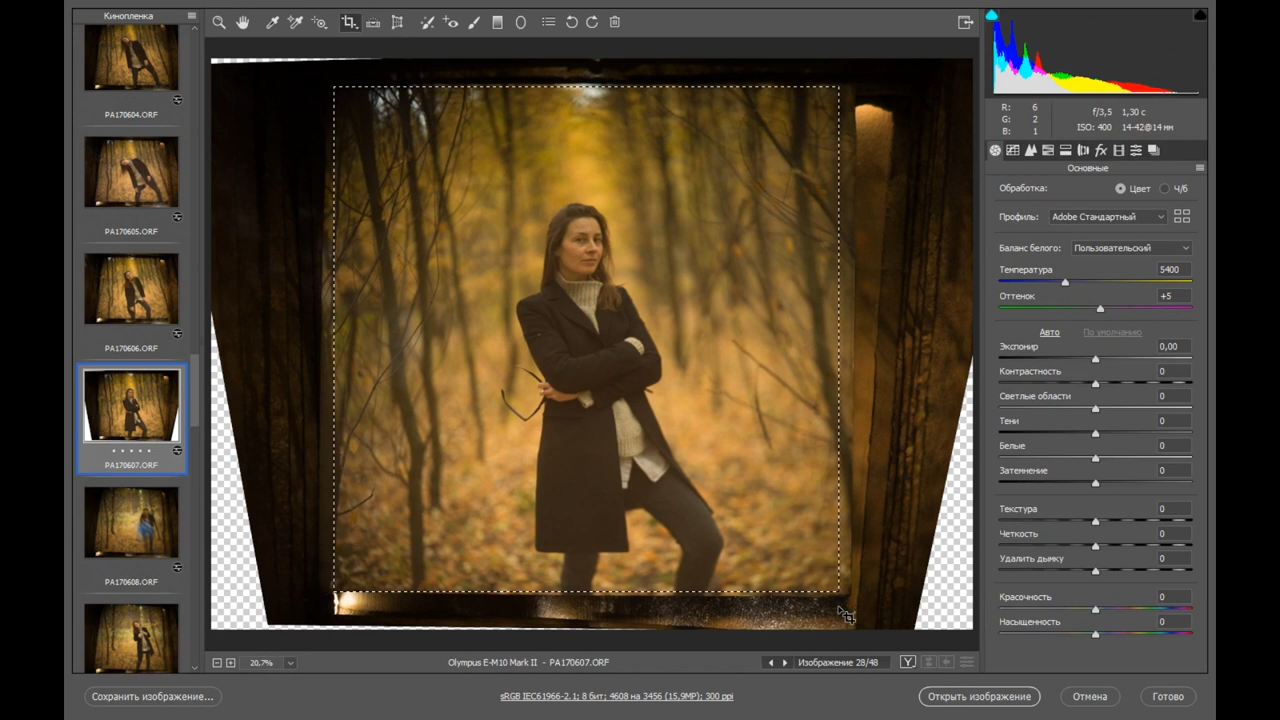 Кинопленка
PA170604.ORF
PA170605.ORF
PA170606.ORF
PA170607.ORF
PA170608.ORF
R: 6
G: 2
B: 1
f/3,5 1,30 с
ISO: 400 14-42@14 мм
Основные
Обработка: Цвет Ч/б
Профиль: Adobe Стандартный
Баланс белого: Пользовательский
Температура 5400
Оттенок +5
Авто По умолчанию
Экспонир 0,00
Контрастность 0
Светлые области 0
Тени 0
Белые 0
Затемнение 0
Текстура 0
Четкость 0
Удалить дымку 0
Красочность 0
Насыщенность 0
20,7% Olympus E-M10 Mark II - PA170607.ORF Изображение 28/48 Y
Сохранить изображение... sRGB IEC61966-2.1; 8 бит; 4608 на 3456 (15,9MP); 300 ppi Открыть изображение Отмена Готово